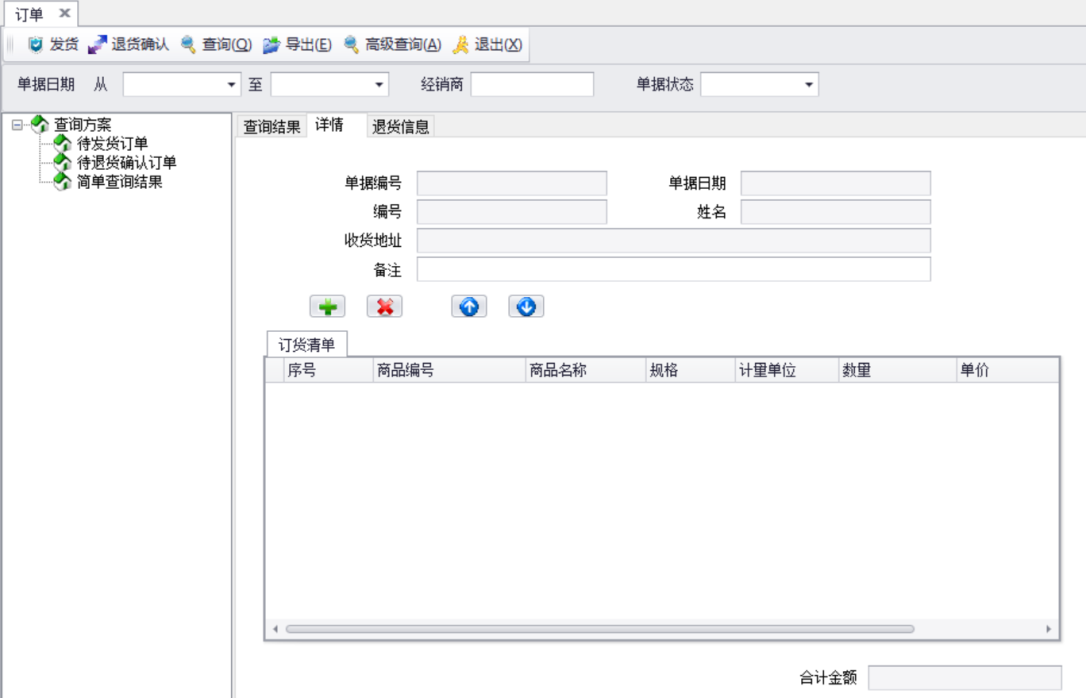 订单
发货 退货确认 查询(Q) 导出(E) 高级查询(A) 退出(X)
单据日期 从 至 经销商 单据状态
查询方案
待发货订单
待退货确认订单
简单查询结果
查询结果 详情 退货信息
单据编号 单据日期
编号 姓名
收货地址
备注
订货清单
序号 商品编号 商品名称 规格 计量单位 数量 单价
合计金额